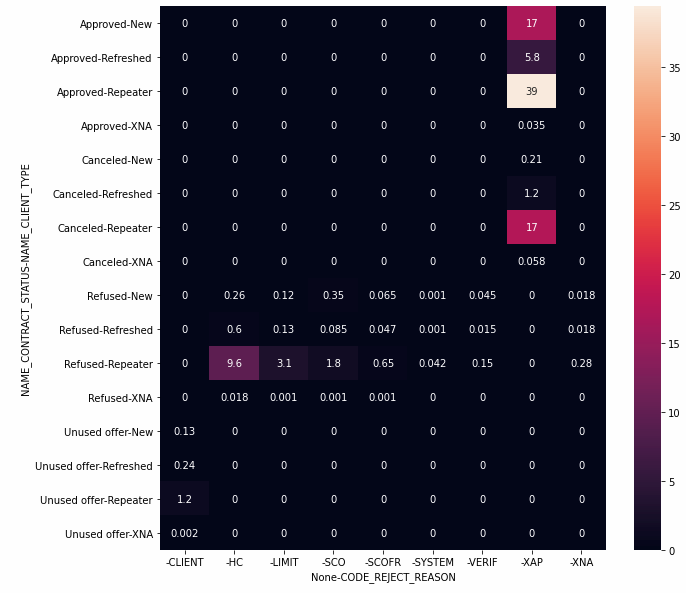 Approved-New 0 0 0 0 0 0 0 17 0
Approved-Refreshed 0 0 0 0 0 0 0 5.8 0
Approved-Repeater 0 0 0 0 0 0 0 39 0
Approved-XNA 0 0 0 0 0 0 0 0.035 0
Canceled-New 0 0 0 0 0 0 0 0.21 0
Canceled-Refreshed 0 0 0 0 0 0 0 1.2 0
Canceled-Repeater 0 0 0 0 0 0 0 17 0
Canceled-XNA 0 0 0 0 0 0 0 0.058 0
Refused-New 0 0.26 0.12 0.35 0.065 0.001 0.045 0 0.018
Refused-Refreshed 0 0.6 0.13 0.085 0.047 0.001 0.015 0 0.018
Refused-Repeater 0 9.6 3.1 1.8 0.65 0.042 0.15 0 0.28
Refused-XNA 0 0.018 0.001 0.001 0.001 0 0 0 0
Unused offer-New 0.13 0 0 0 0 0 0 0 0
Unused offer-Refreshed 0.24 0 0 0 0 0 0 0 0
Unused offer-Repeater 1.2 0 0 0 0 0 0 0 0
Unused offer-XNA 0.002 0 0 0 0 0 0 0 0
-CLIENT -HC -LIMIT -SCO -SCOFR -SYSTEM -VERIF -XAP -XNA
None-CODE_REJECT_REASON
NAME_CONTRACT_STATUS-NAME_CLIENT_TYPE
35
30
25
20
15
10
5
0